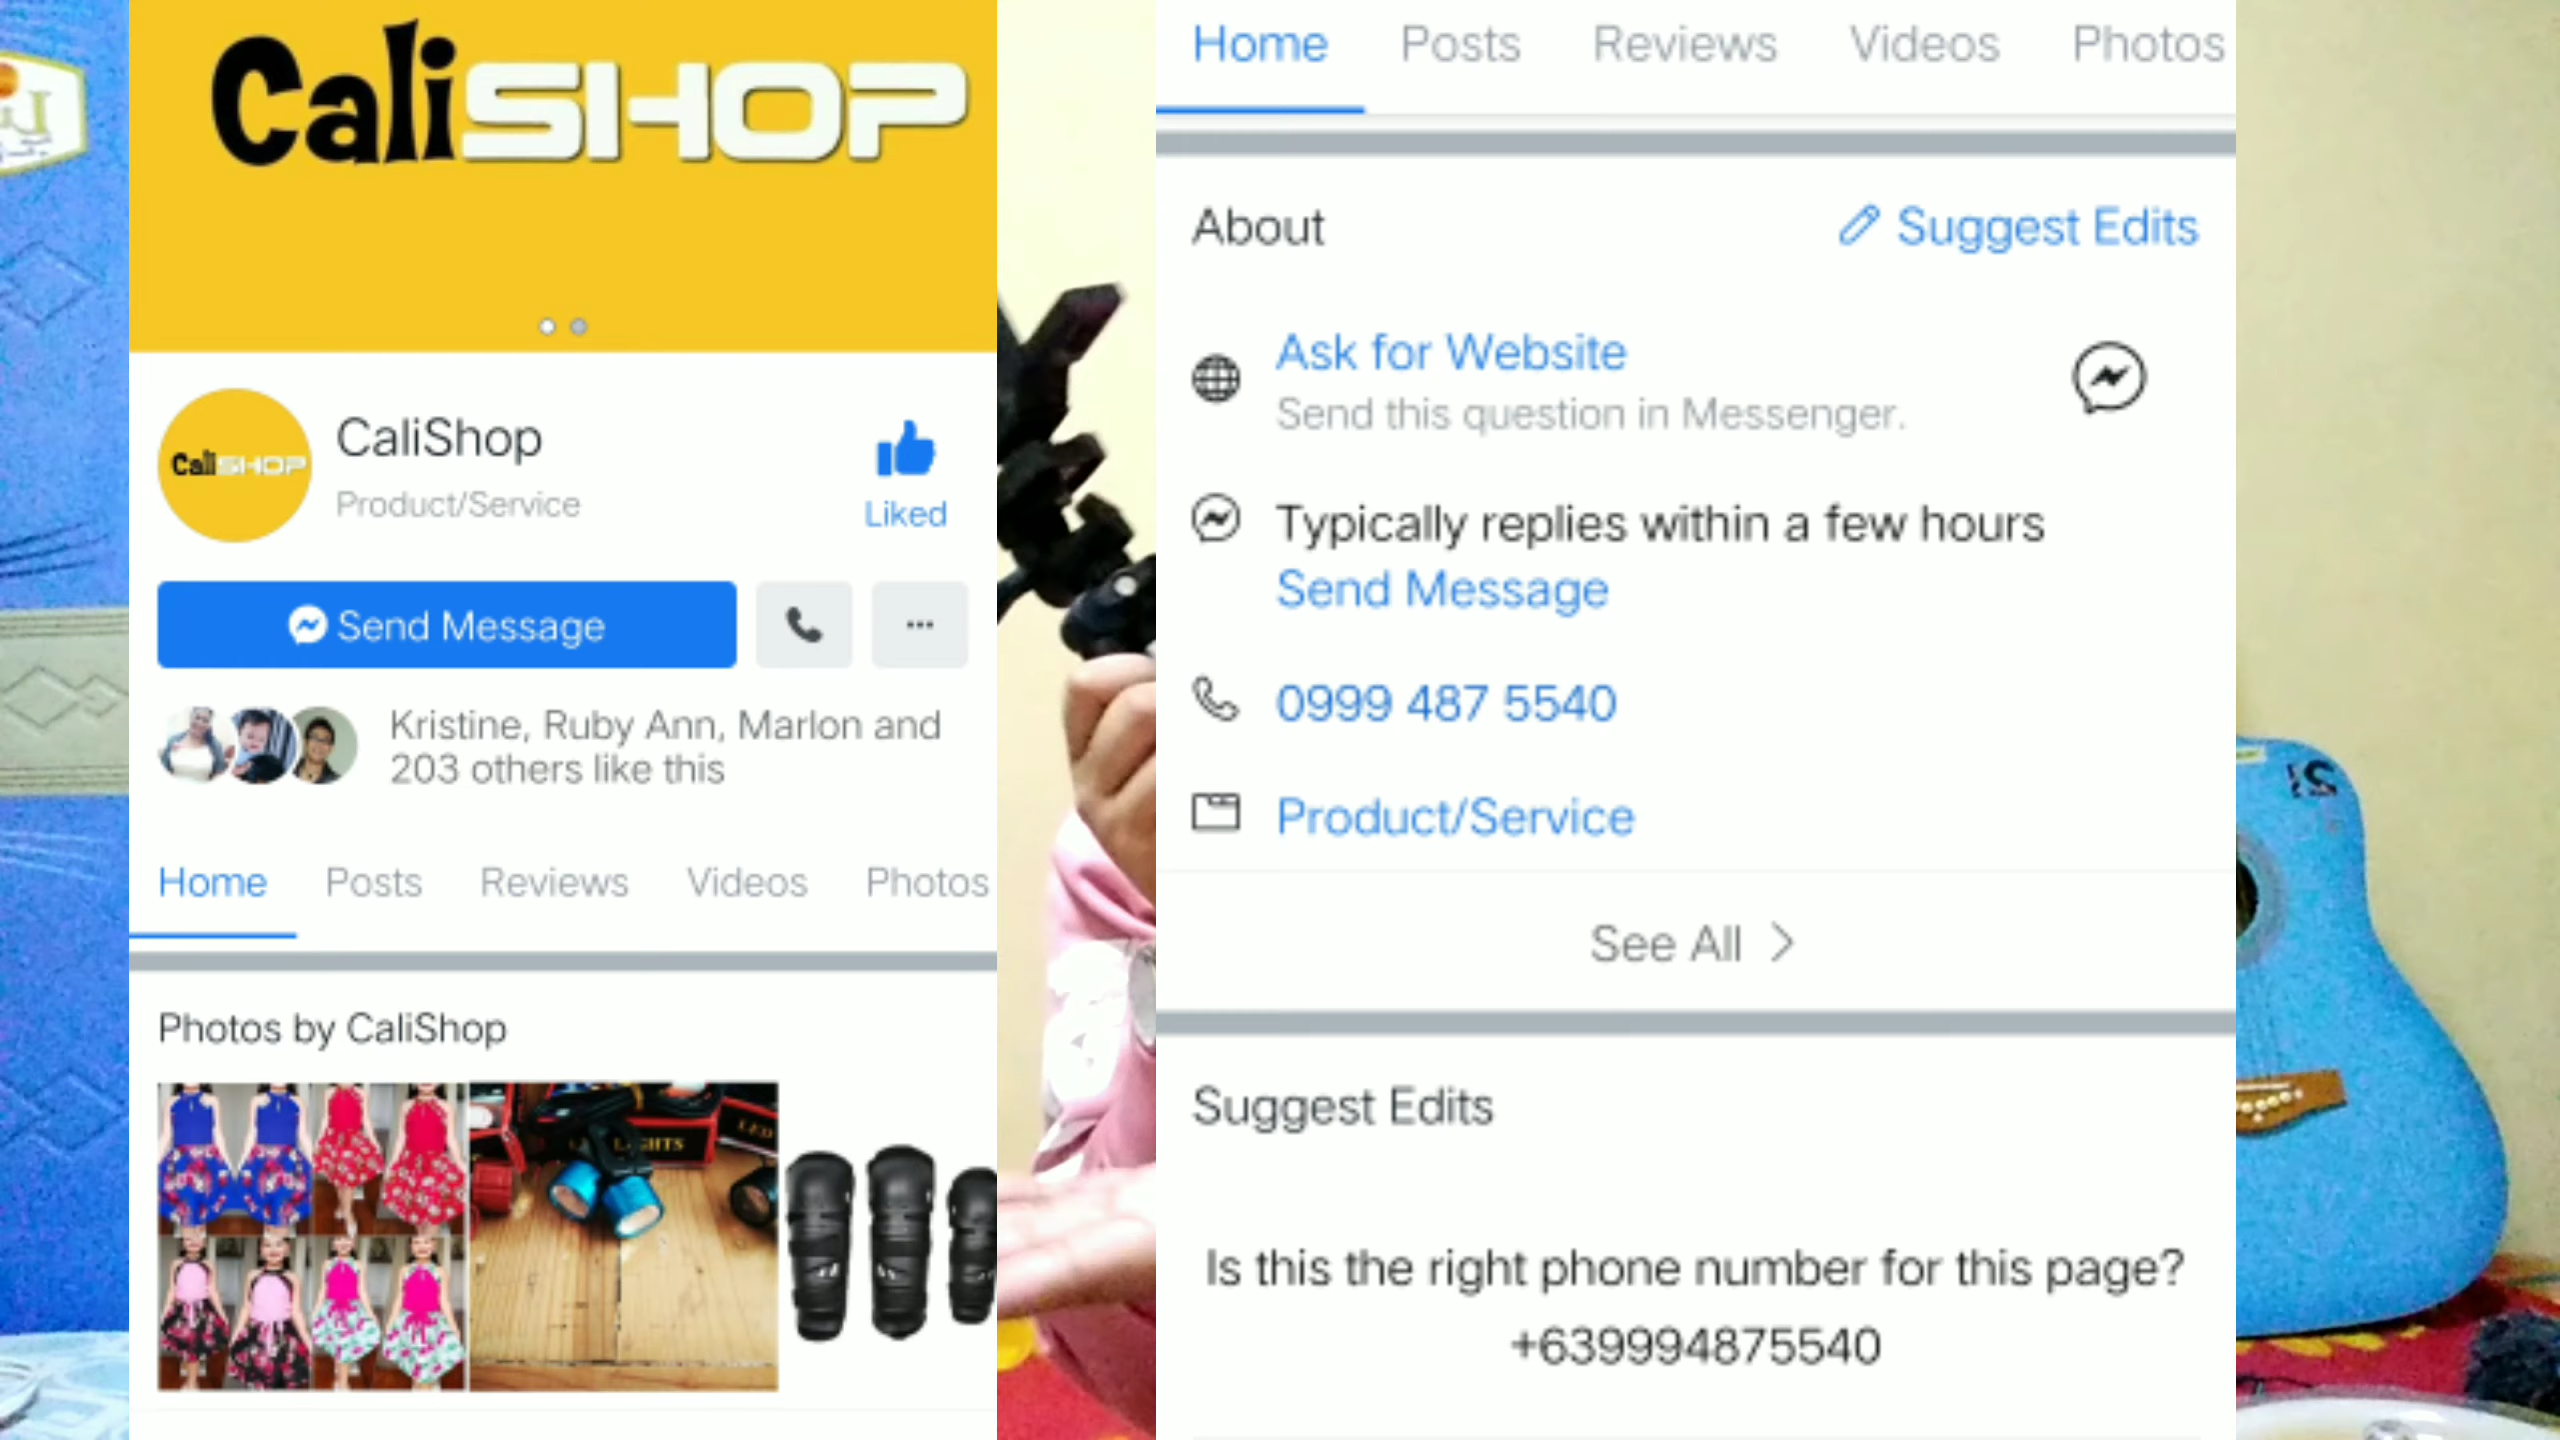 CaliSHOP
CaliSHOP
CaliShop
Product/Service
Liked
Send Message
Kristine, Ruby Ann, Marlon and
203 others like this
Home Posts Reviews Videos Photos
Photos by CaliShop
LIGHTS
LED
Home Posts Reviews Videos Photos
About
Suggest Edits
Ask for Website
Send this question in Messenger.
Typically replies within a few hours
Send Message
0999 487 5540
Product/Service
See All
Suggest Edits
Is this the right phone number for this page?
+639994875540